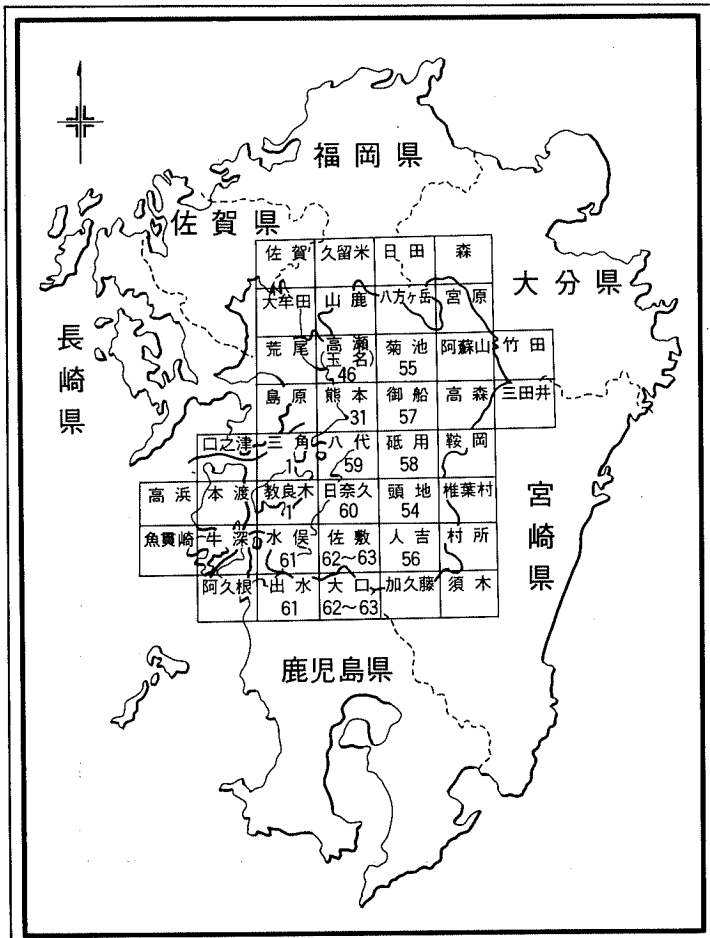 福岡県
佐賀県
佐賀 久留米 日田 森
大分県
大牟田 山鹿 八方ヶ岳 宮原
長崎県
荒尾 高瀬 菊池 阿蘇山 竹田
(玉名)
46 55
島原 熊本 御船 高森 三田井
31 57
口之津 三角 八代 砥用 鞍岡
1 59 58
高浜 本渡 教良木 日奈久 頭地 椎葉村
1 60 54
宮崎県
魚貫崎 牛深 水俣 佐敷 人吉 村所
61 62～63 56
阿久根 出水 大口 加久藤 須木
61 62～63
鹿児島県